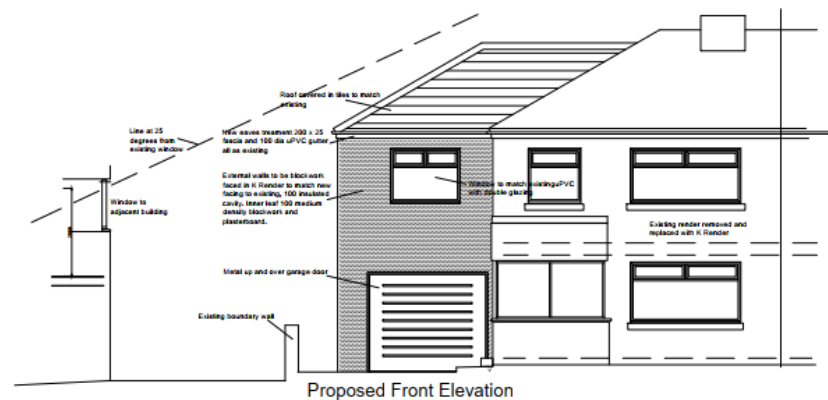 Roof covered in tiles to match
existing
Line at 25
degrees from
existing window
New eaves treament 200 x 25
fascia and 100 dia uPVC gutter
all as existing
External walls to be blockwork
faced in K Render to match new
facing to existing, 100 insulated
cavity. Inner leaf 100 medium
density blockwork and
plasterboard.
Window to match existinguPVC
with double glazing
Window to
adjacent building
Existing render removed and
replaced with K Render
Metal up and over garage door
Existing boundary wall
Proposed Front Elevation